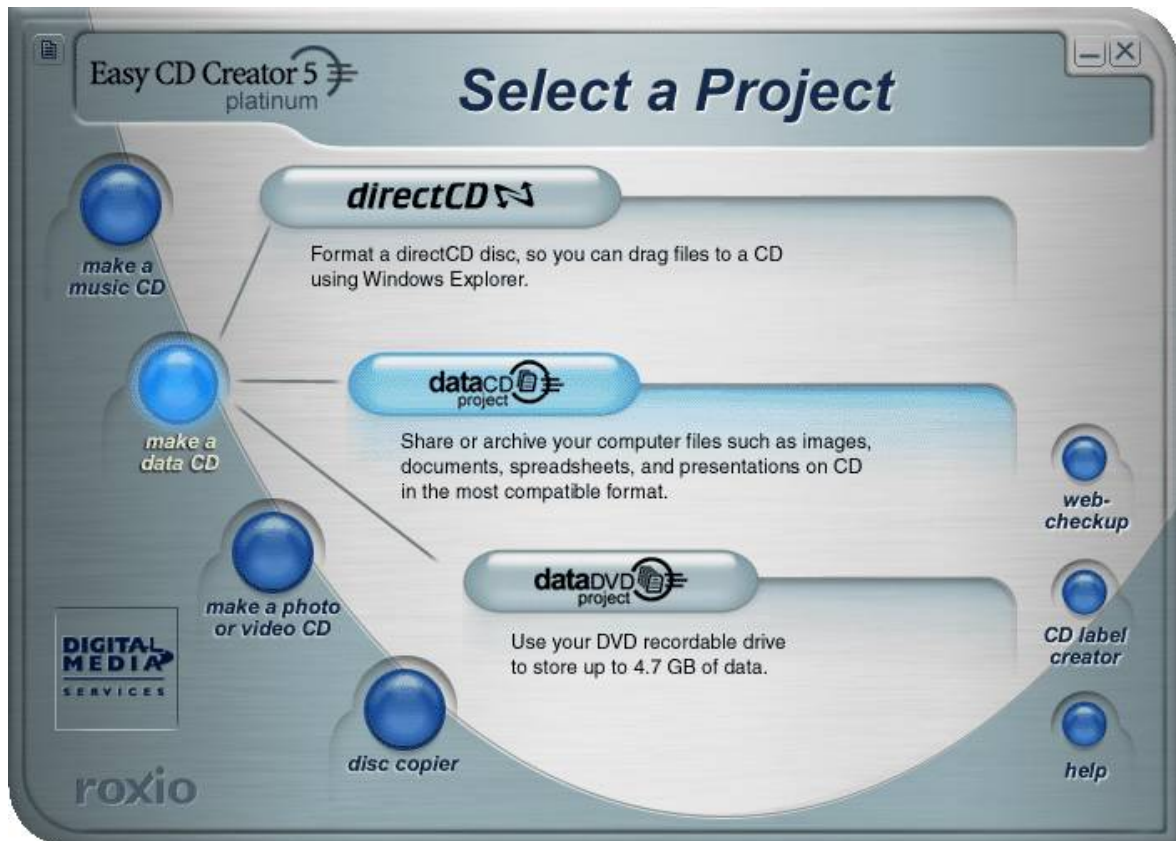 Easy CD Creator 5
platinum
Select a Project
make a
music CD
directCD
Format a directCD disc, so you can drag files to a CD
using Windows Explorer.
make a
data CD
dataCD
project
Share or archive your computer files such as images,
documents, spreadsheets, and presentations on CD
in the most compatible format.
make a photo
or video CD
dataDVD
project
Use your DVD recordable drive
to store up to 4.7 GB of data.
disc copier
web-
checkup
CD label
creator
help
DIGITAL
MEDIA
SERVICES
roxio